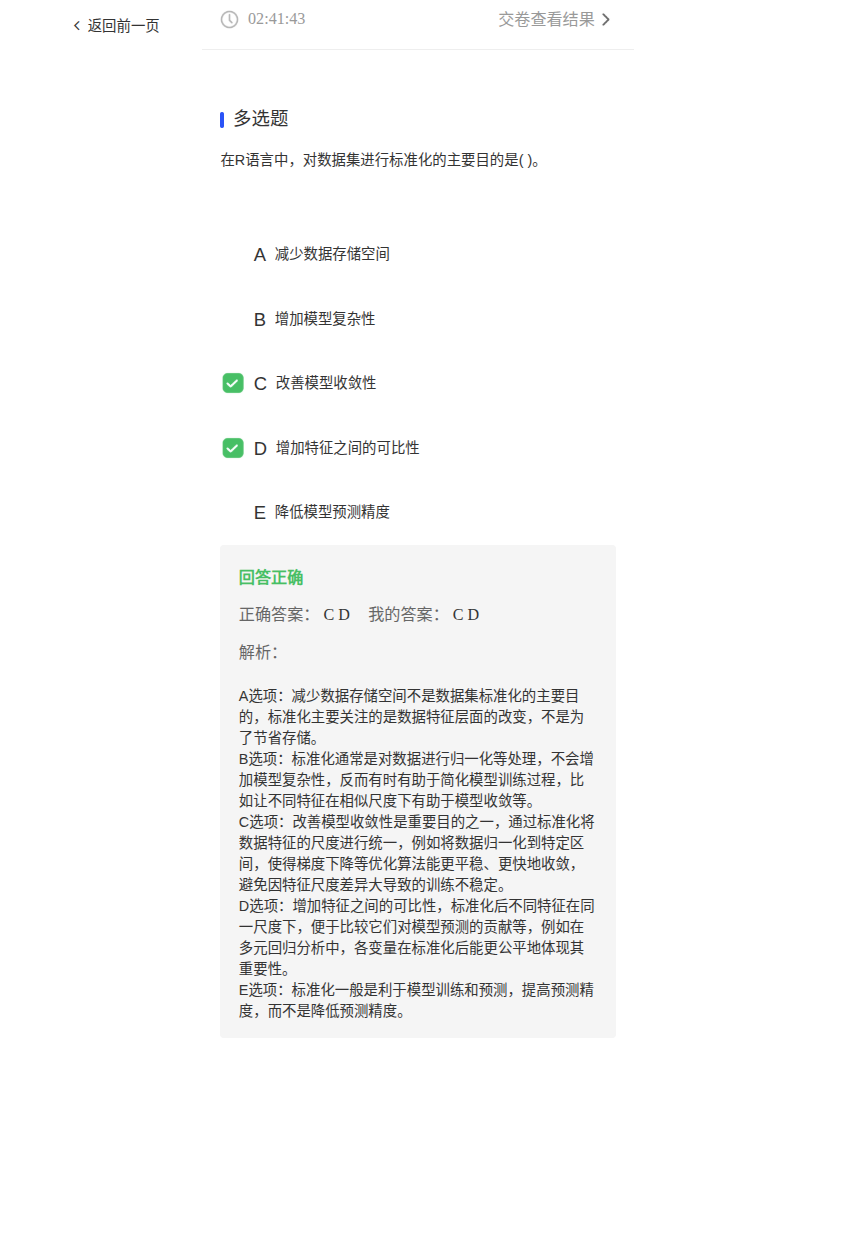 返回前一页
02:41:43
交卷查看结果
多选题
在R语言中，对数据集进行标准化的主要目的是( )。
A 减少数据存储空间
B 增加模型复杂性
C 改善模型收敛性
D 增加特征之间的可比性
E 降低模型预测精度
回答正确
正确答案： C D 我的答案： C D
解析：
A选项：减少数据存储空间不是数据集标准化的主要目
的，标准化主要关注的是数据特征层面的改变，不是为
了节省存储。
B选项：标准化通常是对数据进行归一化等处理，不会增
加模型复杂性，反而有时有助于简化模型训练过程，比
如让不同特征在相似尺度下有助于模型收敛等。
C选项：改善模型收敛性是重要目的之一，通过标准化将
数据特征的尺度进行统一，例如将数据归一化到特定区
间，使得梯度下降等优化算法能更平稳、更快地收敛，
避免因特征尺度差异大导致的训练不稳定。
D选项：增加特征之间的可比性，标准化后不同特征在同
一尺度下，便于比较它们对模型预测的贡献等，例如在
多元回归分析中，各变量在标准化后能更公平地体现其
重要性。
E选项：标准化一般是利于模型训练和预测，提高预测精
度，而不是降低预测精度。